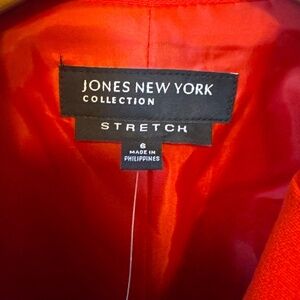 JONES NEW YORK
COLLECTION
STRETCH
6
MADE IN
PHILIPPINES